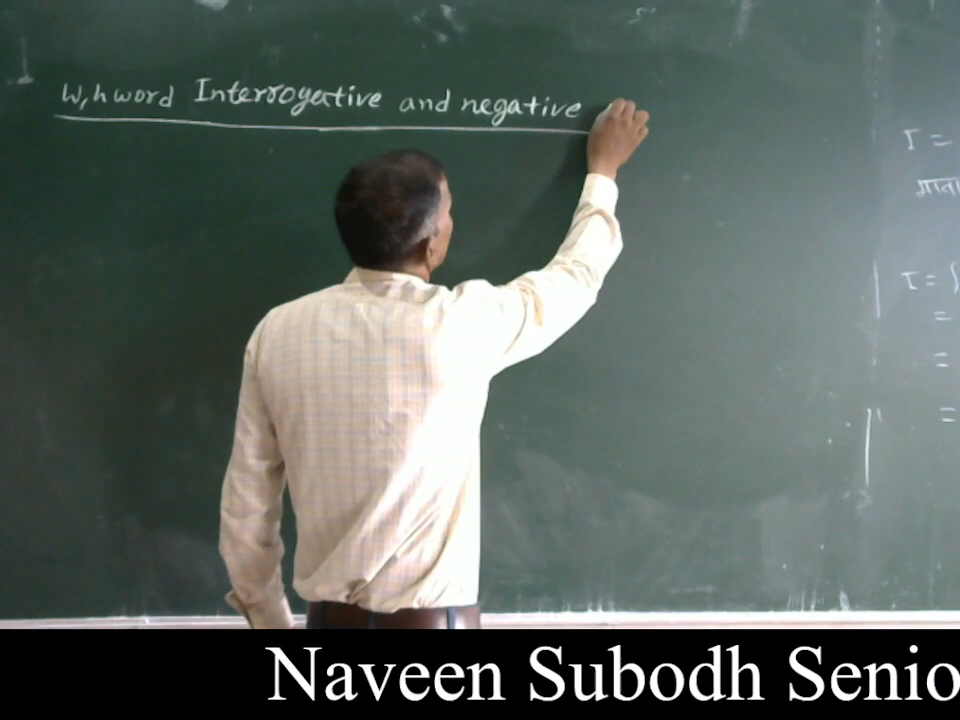 W,h word Interrogative and negative
I =
τ = ∫
=
=
=
Naveen Subodh Senio